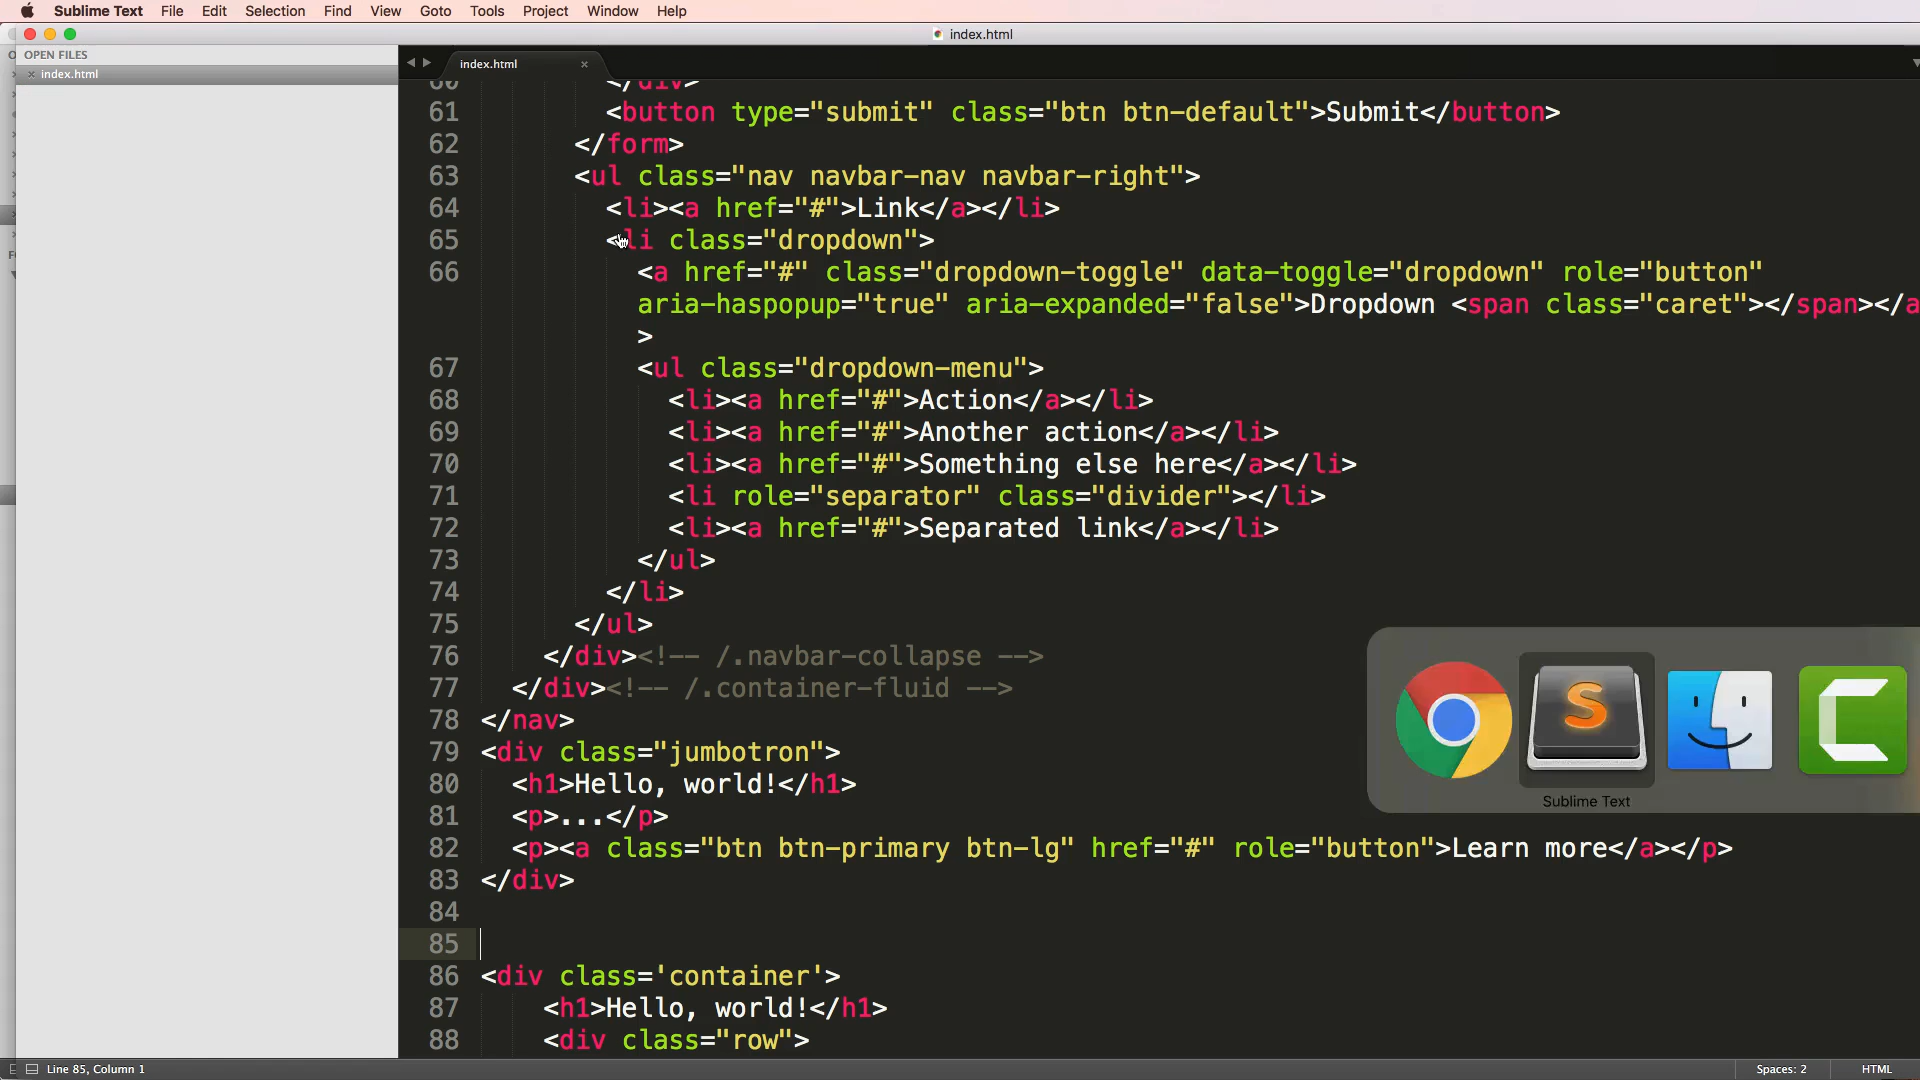 Sublime Text File Edit Selection Find View Goto Tools Project Window Help
index.html
OPEN FILES
index.html
index.html
60 </div>
61 <button type="submit" class="btn btn-default">Submit</button>
62 </form>
63 <ul class="nav navbar-nav navbar-right">
64 <li><a href="#">Link</a></li>
65 <li class="dropdown">
66 <a href="#" class="dropdown-toggle" data-toggle="dropdown" role="button"
aria-haspopup="true" aria-expanded="false">Dropdown <span class="caret"></span></a
>
67 <ul class="dropdown-menu">
68 <li><a href="#">Action</a></li>
69 <li><a href="#">Another action</a></li>
70 <li><a href="#">Something else here</a></li>
71 <li role="separator" class="divider"></li>
72 <li><a href="#">Separated link</a></li>
73 </ul>
74 </li>
75 </ul>
76 </div><!-- /.navbar-collapse -->
77 </div><!-- /.container-fluid -->
78 </nav>
79 <div class="jumbotron">
80 <h1>Hello, world!</h1>
81 <p>...</p>
82 <p><a class="btn btn-primary btn-lg" href="#" role="button">Learn more</a></p>
83 </div>
84
85
86 <div class='container'>
87 <h1>Hello, world!</h1>
88 <div class="row">
Sublime Text
Line 85, Column 1
Spaces: 2
HTML